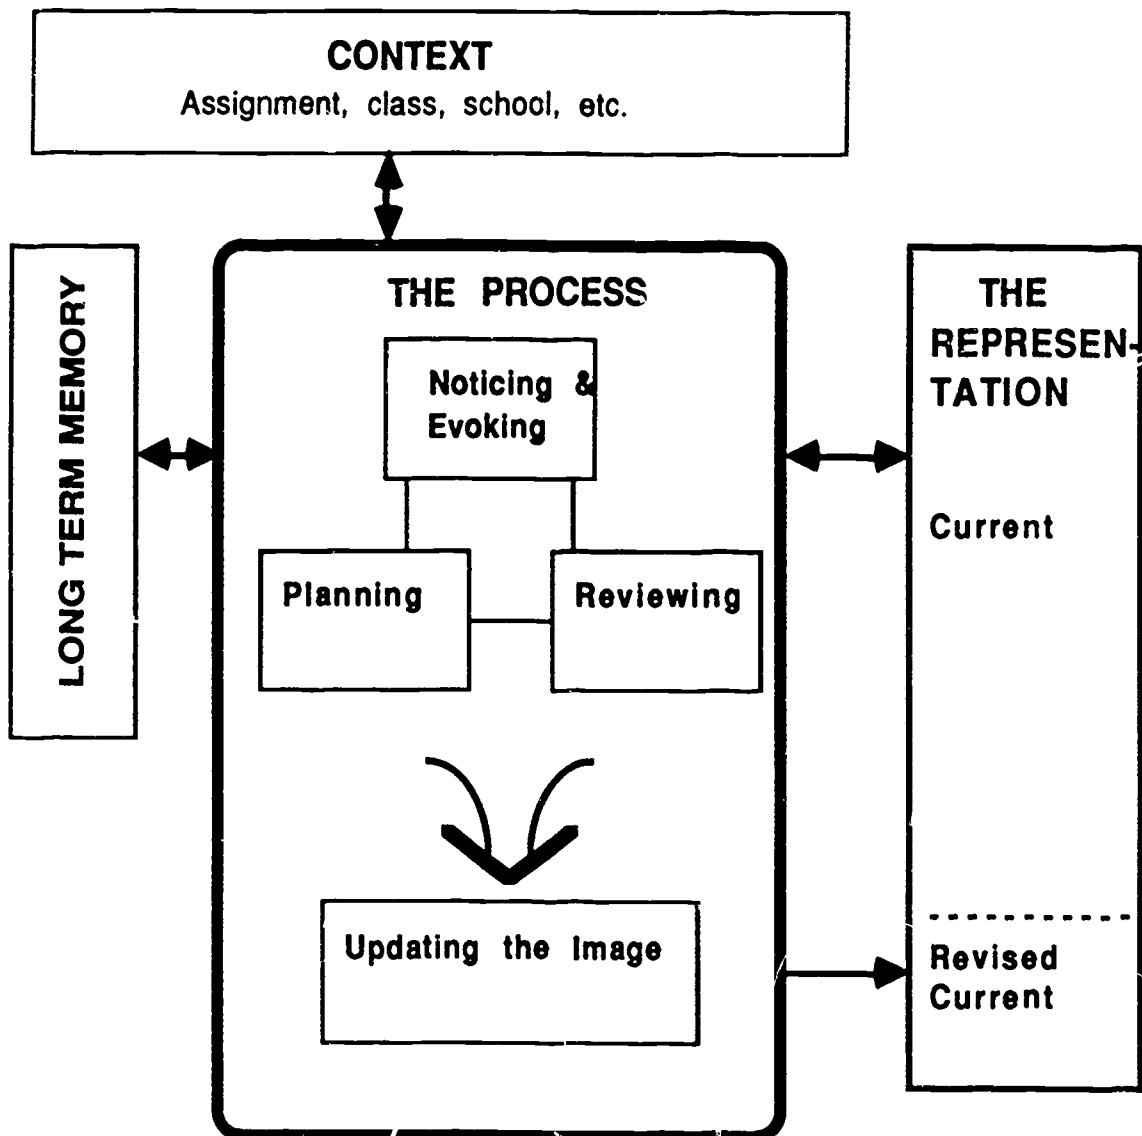 CONTEXT
Assignment, class, school, etc.
LONG TERM MEMORY
THE PROCESS
Noticing &
Evoking
Planning
Reviewing
Updating the Image
THE
REPRESEN-
TATION
Current
Revised
Current